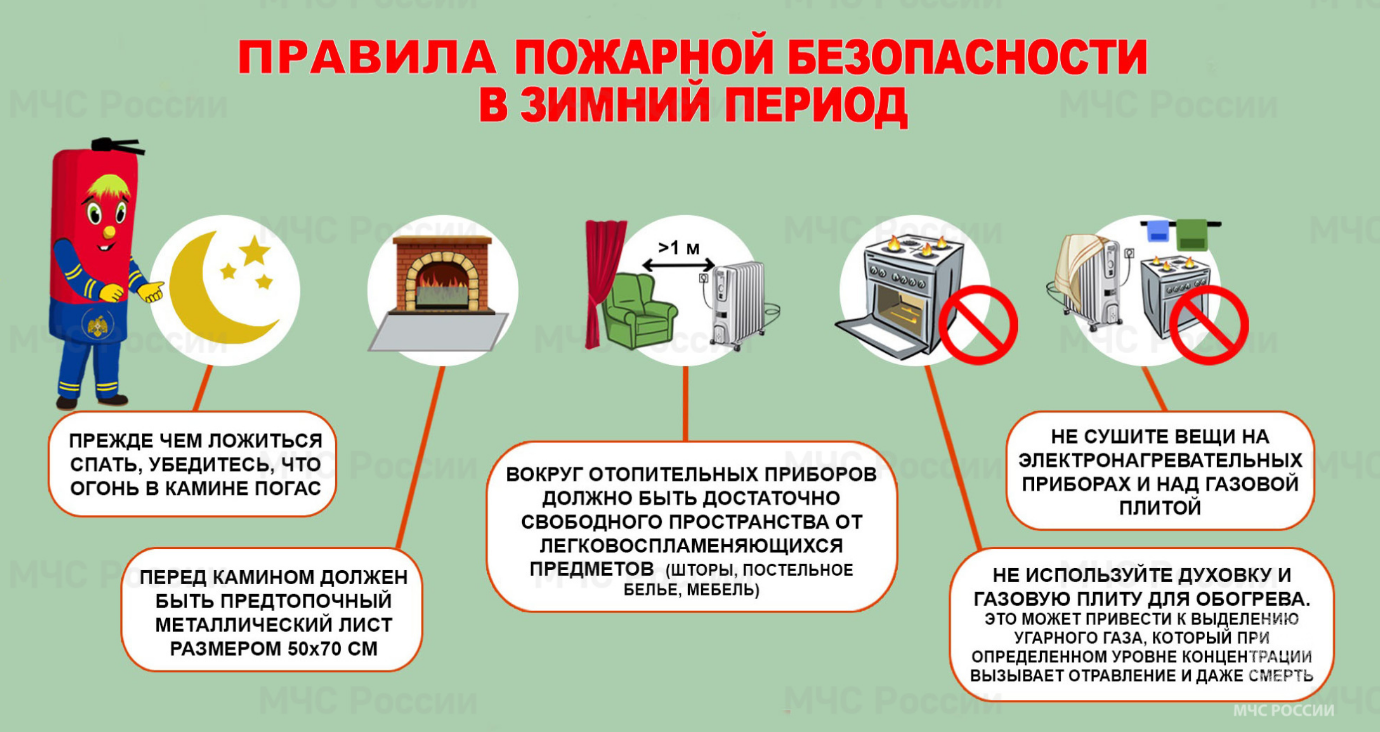 ПРАВИЛА ПОЖАРНОЙ БЕЗОПАСНОСТИ
В ЗИМНИЙ ПЕРИОД
>1 м
ПРЕЖДЕ ЧЕМ ЛОЖИТЬСЯ
СПАТЬ, УБЕДИТЕСЬ, ЧТО
ОГОНЬ В КАМИНЕ ПОГАС
ПЕРЕД КАМИНОМ ДОЛЖЕН
БЫТЬ ПРЕДТОПОЧНЫЙ
МЕТАЛЛИЧЕСКИЙ ЛИСТ
РАЗМЕРОМ 50х70 СМ
ВОКРУГ ОТОПИТЕЛЬНЫХ ПРИБОРОВ
ДОЛЖНО БЫТЬ ДОСТАТОЧНО
СВОБОДНОГО ПРОСТРАНСТВА ОТ
ЛЕГКОВОСПЛАМЕНЯЮЩИХСЯ
ПРЕДМЕТОВ (ШТОРЫ, ПОСТЕЛЬНОЕ
БЕЛЬЕ, МЕБЕЛЬ)
НЕ СУШИТЕ ВЕЩИ НА
ЭЛЕКТРОНАГРЕВАТЕЛЬНЫХ
ПРИБОРАХ И НАД ГАЗОВОЙ
ПЛИТОЙ
НЕ ИСПОЛЬЗУЙТЕ ДУХОВКУ И
ГАЗОВУЮ ПЛИТУ ДЛЯ ОБОГРЕВА.
ЭТО МОЖЕТ ПРИВЕСТИ К ВЫДЕЛЕНИЮ
УГАРНОГО ГАЗА, КОТОРЫЙ ПРИ
ОПРЕДЕЛЕННОМ УРОВНЕ КОНЦЕНТРАЦИИ
ВЫЗЫВАЕТ ОТРАВЛЕНИЕ И ДАЖЕ СМЕРТЬ
МЧС РОССИИ